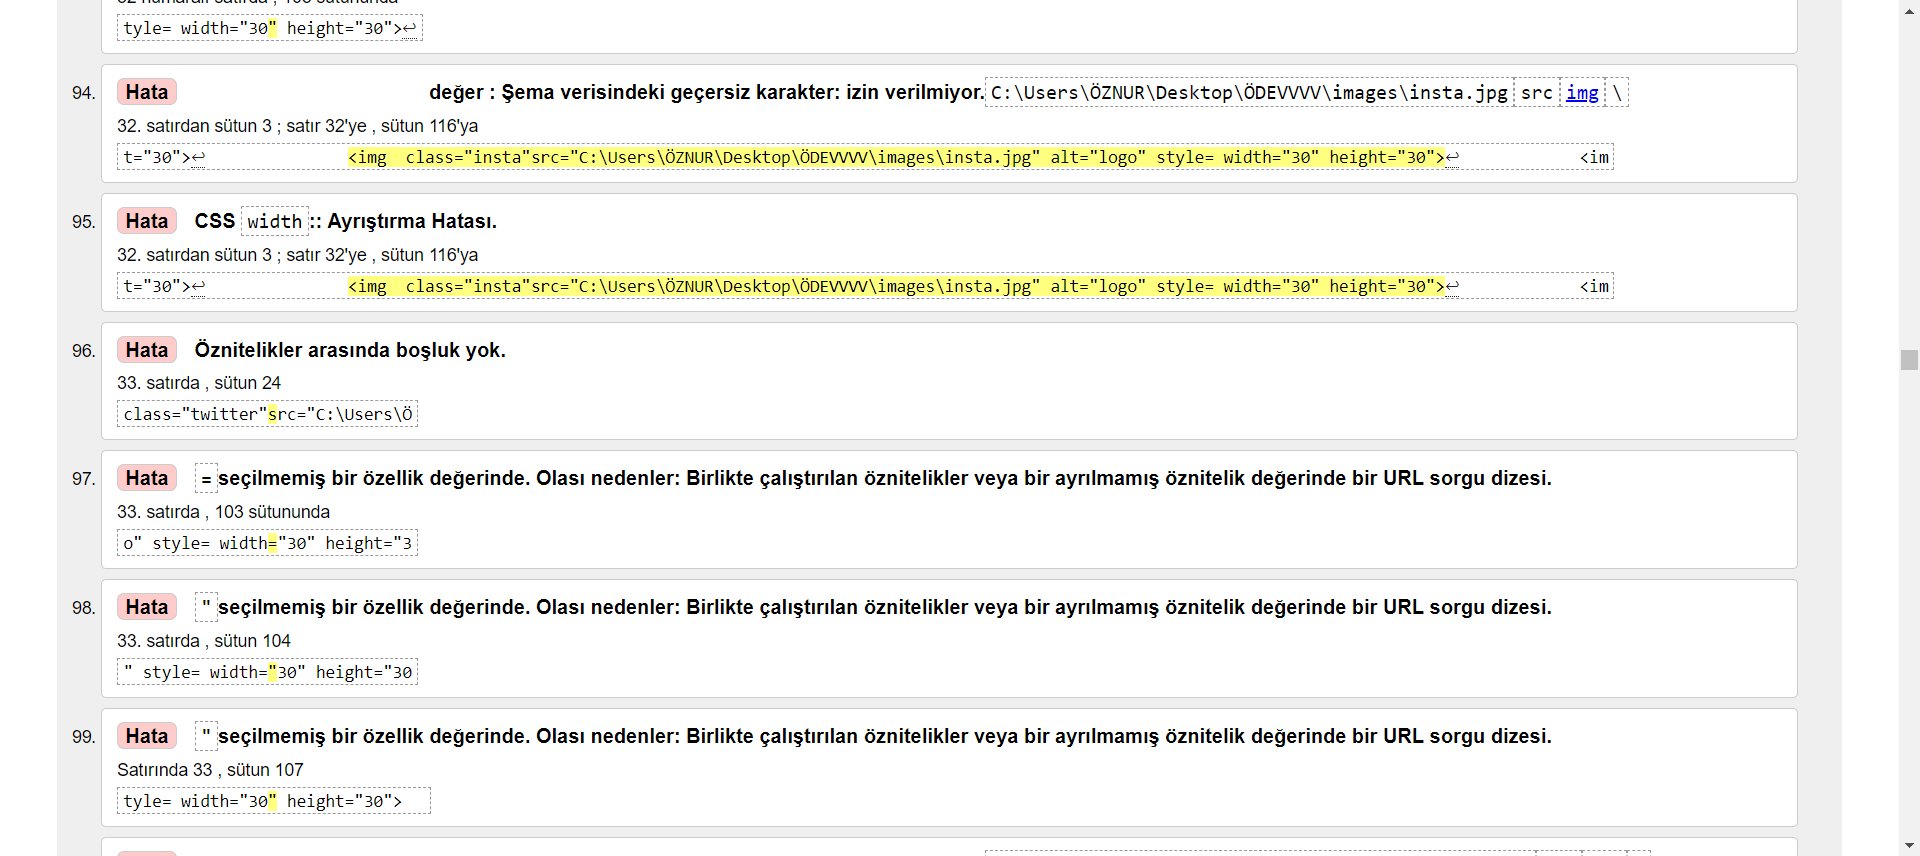 tyle= width="30" height="30">↩
94. Hata değer : Şema verisindeki geçersiz karakter: izin verilmiyor. C:\Users\ÖZNUR\Desktop\ÖDEVVVV\images\insta.jpg src img \
32. satırdan sütun 3 ; satır 32'ye , sütun 116'ya
t="30">↩ <img  class="insta"src="C:\Users\ÖZNUR\Desktop\ÖDEVVVV\images\insta.jpg" alt="logo" style= width="30" height="30">↩ <im
95. Hata CSS width:: Ayrıştırma Hatası.
32. satırdan sütun 3 ; satır 32'ye , sütun 116'ya
t="30">↩ <img  class="insta"src="C:\Users\ÖZNUR\Desktop\ÖDEVVVV\images\insta.jpg" alt="logo" style= width="30" height="30">↩ <im
96. Hata Öznitelikler arasında boşluk yok.
33. satırda , sütun 24
class="twitter"src="C:\Users\Ö
97. Hata = seçilmemiş bir özellik değerinde. Olası nedenler: Birlikte çalıştırılan öznitelikler veya bir ayrılmamış öznitelik değerinde bir URL sorgu dizesi.
33. satırda , 103 sütununda
o" style= width="30" height="3
98. Hata " seçilmemiş bir özellik değerinde. Olası nedenler: Birlikte çalıştırılan öznitelikler veya bir ayrılmamış öznitelik değerinde bir URL sorgu dizesi.
33. satırda , sütun 104
" style= width="30" height="30
99. Hata " seçilmemiş bir özellik değerinde. Olası nedenler: Birlikte çalıştırılan öznitelikler veya bir ayrılmamış öznitelik değerinde bir URL sorgu dizesi.
Satırında 33 , sütun 107
tyle= width="30" height="30">